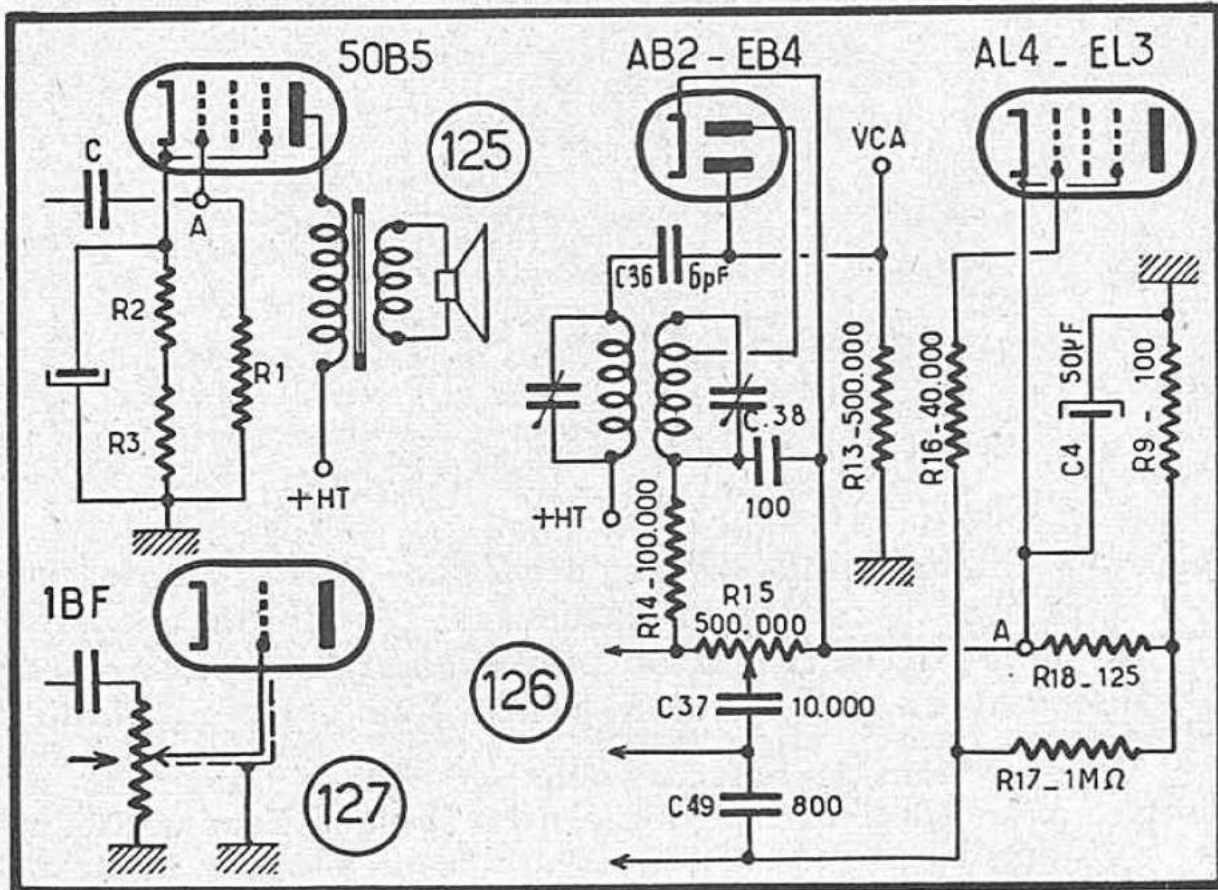 50B5
125
C
A
R2
R1
R3
+HT
1BF
127
AB2 - EB4
VCA
C36
6pF
C.38
100
+HT
R14-100.000
R15
500.000
R13-500.000
126
C37
10.000
C49
800
AL4 - EL3
R16-40.000
C4
50µF
R9 - 100
A
R18_125
R17_1MΩ